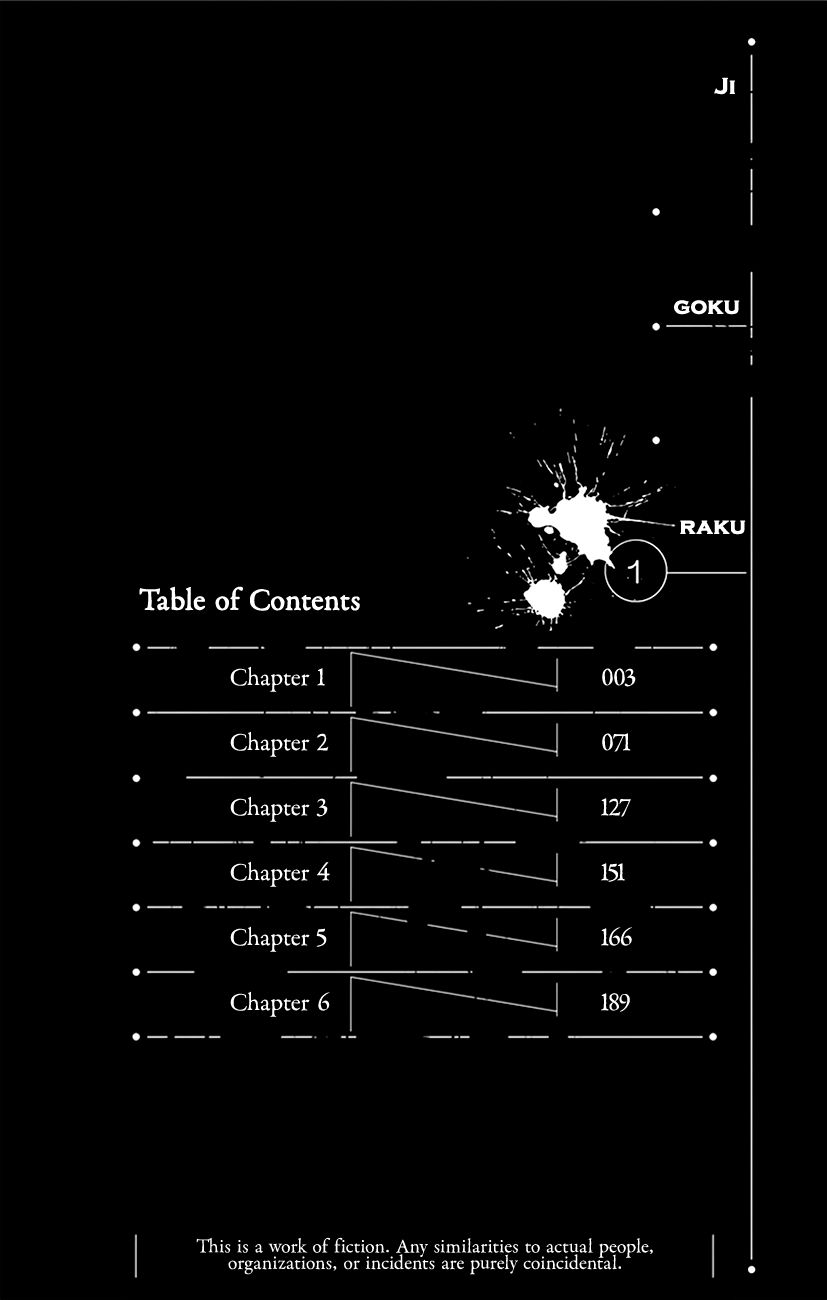 Ji
GOKU
RAKU
1
Table of Contents
Chapter 1 003
Chapter 2 071
Chapter 3 127
Chapter 4 151
Chapter 5 166
Chapter 6 189
This is a work of fiction. Any similarities to actual people,
organizations, or incidents are purely coincidental.